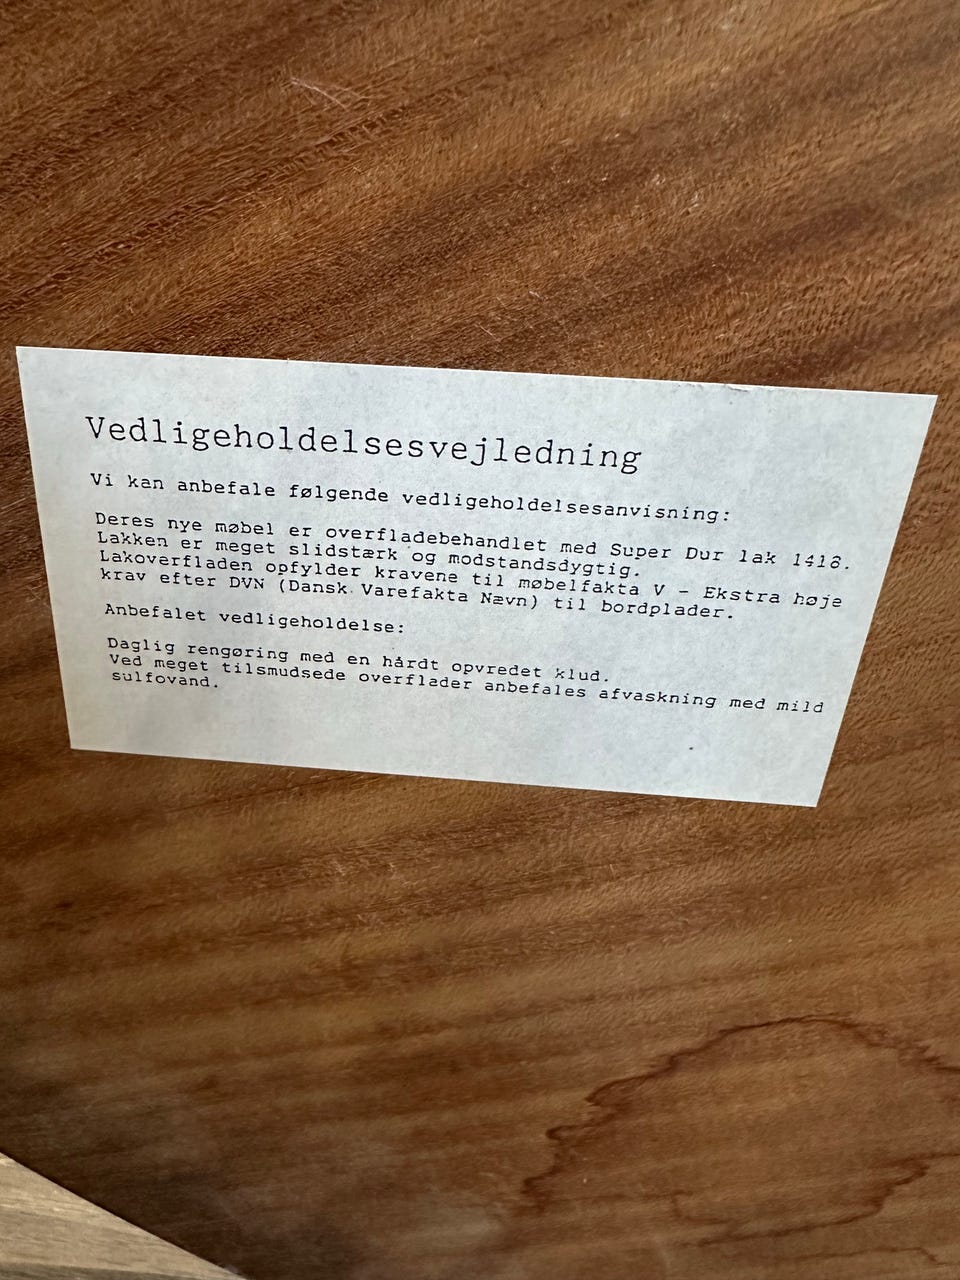 Vedligeholdelsesvejledning
Vi kan anbefale følgende vedligeholdelsesanvisning:
Deres nye møbel er overfladebehandlet med Super Dur lak 1418.
Lakken er meget slidstærk og modstandsdygtig.
Lakoverfladen opfylder kravene til møbelfakta V - Ekstra høje
krav efter DVN (Dansk Varefakta Nævn) til bordplader.
Anbefalet vedligeholdelse:
Daglig rengøring med en hårdt opvredet klud.
Ved meget tilsmudsede overflader anbefales afvaskning med mild
sulfovand.